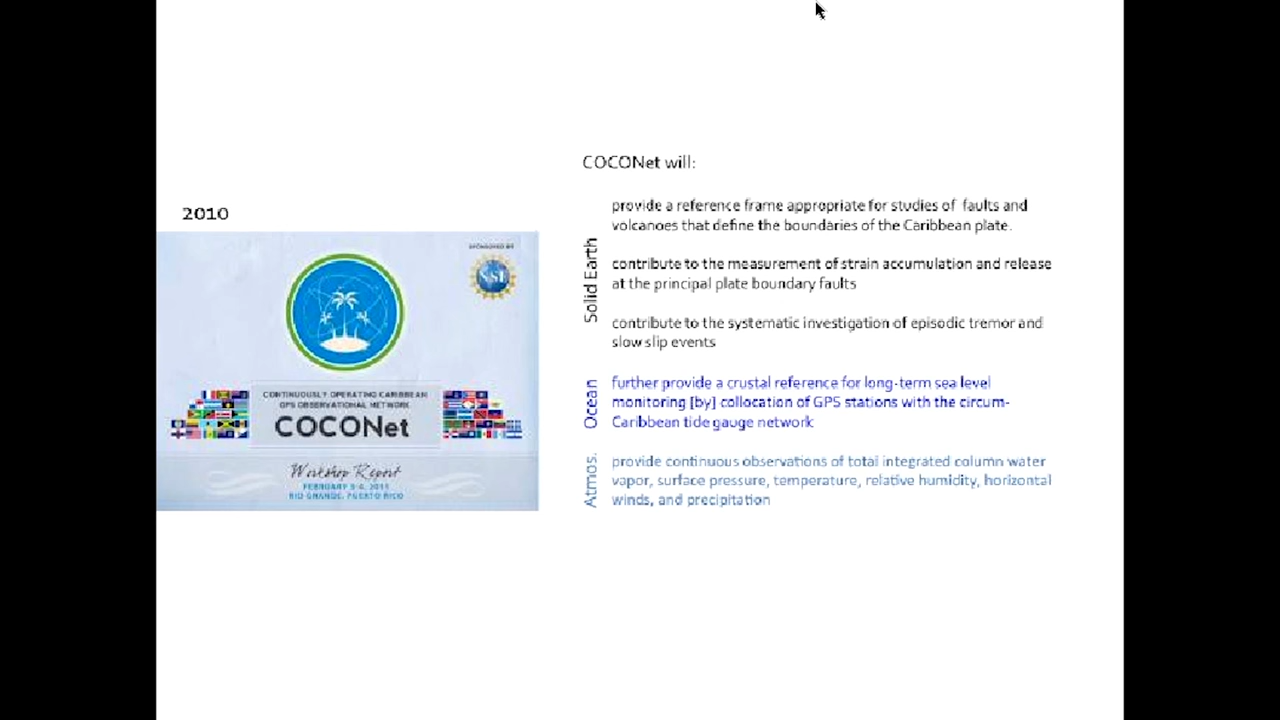 COCONet will:
provide a reference frame appropriate for studies of faults and
volcanoes that define the boundaries of the Caribbean plate.
contribute to the measurement of strain accumulation and release
at the principal plate boundary faults
contribute to the systematic investigation of episodic tremor and
slow slip events
Solid Earth
further provide a crustal reference for long-term sea level
monitoring [by] collocation of GPS stations with the circum-
Caribbean tide gauge network
Ocean
provide continuous observations of total integrated column water
vapor, surface pressure, temperature, relative humidity, horizontal
winds, and precipitation
Atmos.
2010
SPONSORED BY
NSF
CONTINUOUSLY OPERATING CARIBBEAN
GPS OBSERVATIONAL NETWORK
COCONet
Workshop Report
FEBRUARY 3-4, 2011
RIO GRANDE, PUERTO RICO